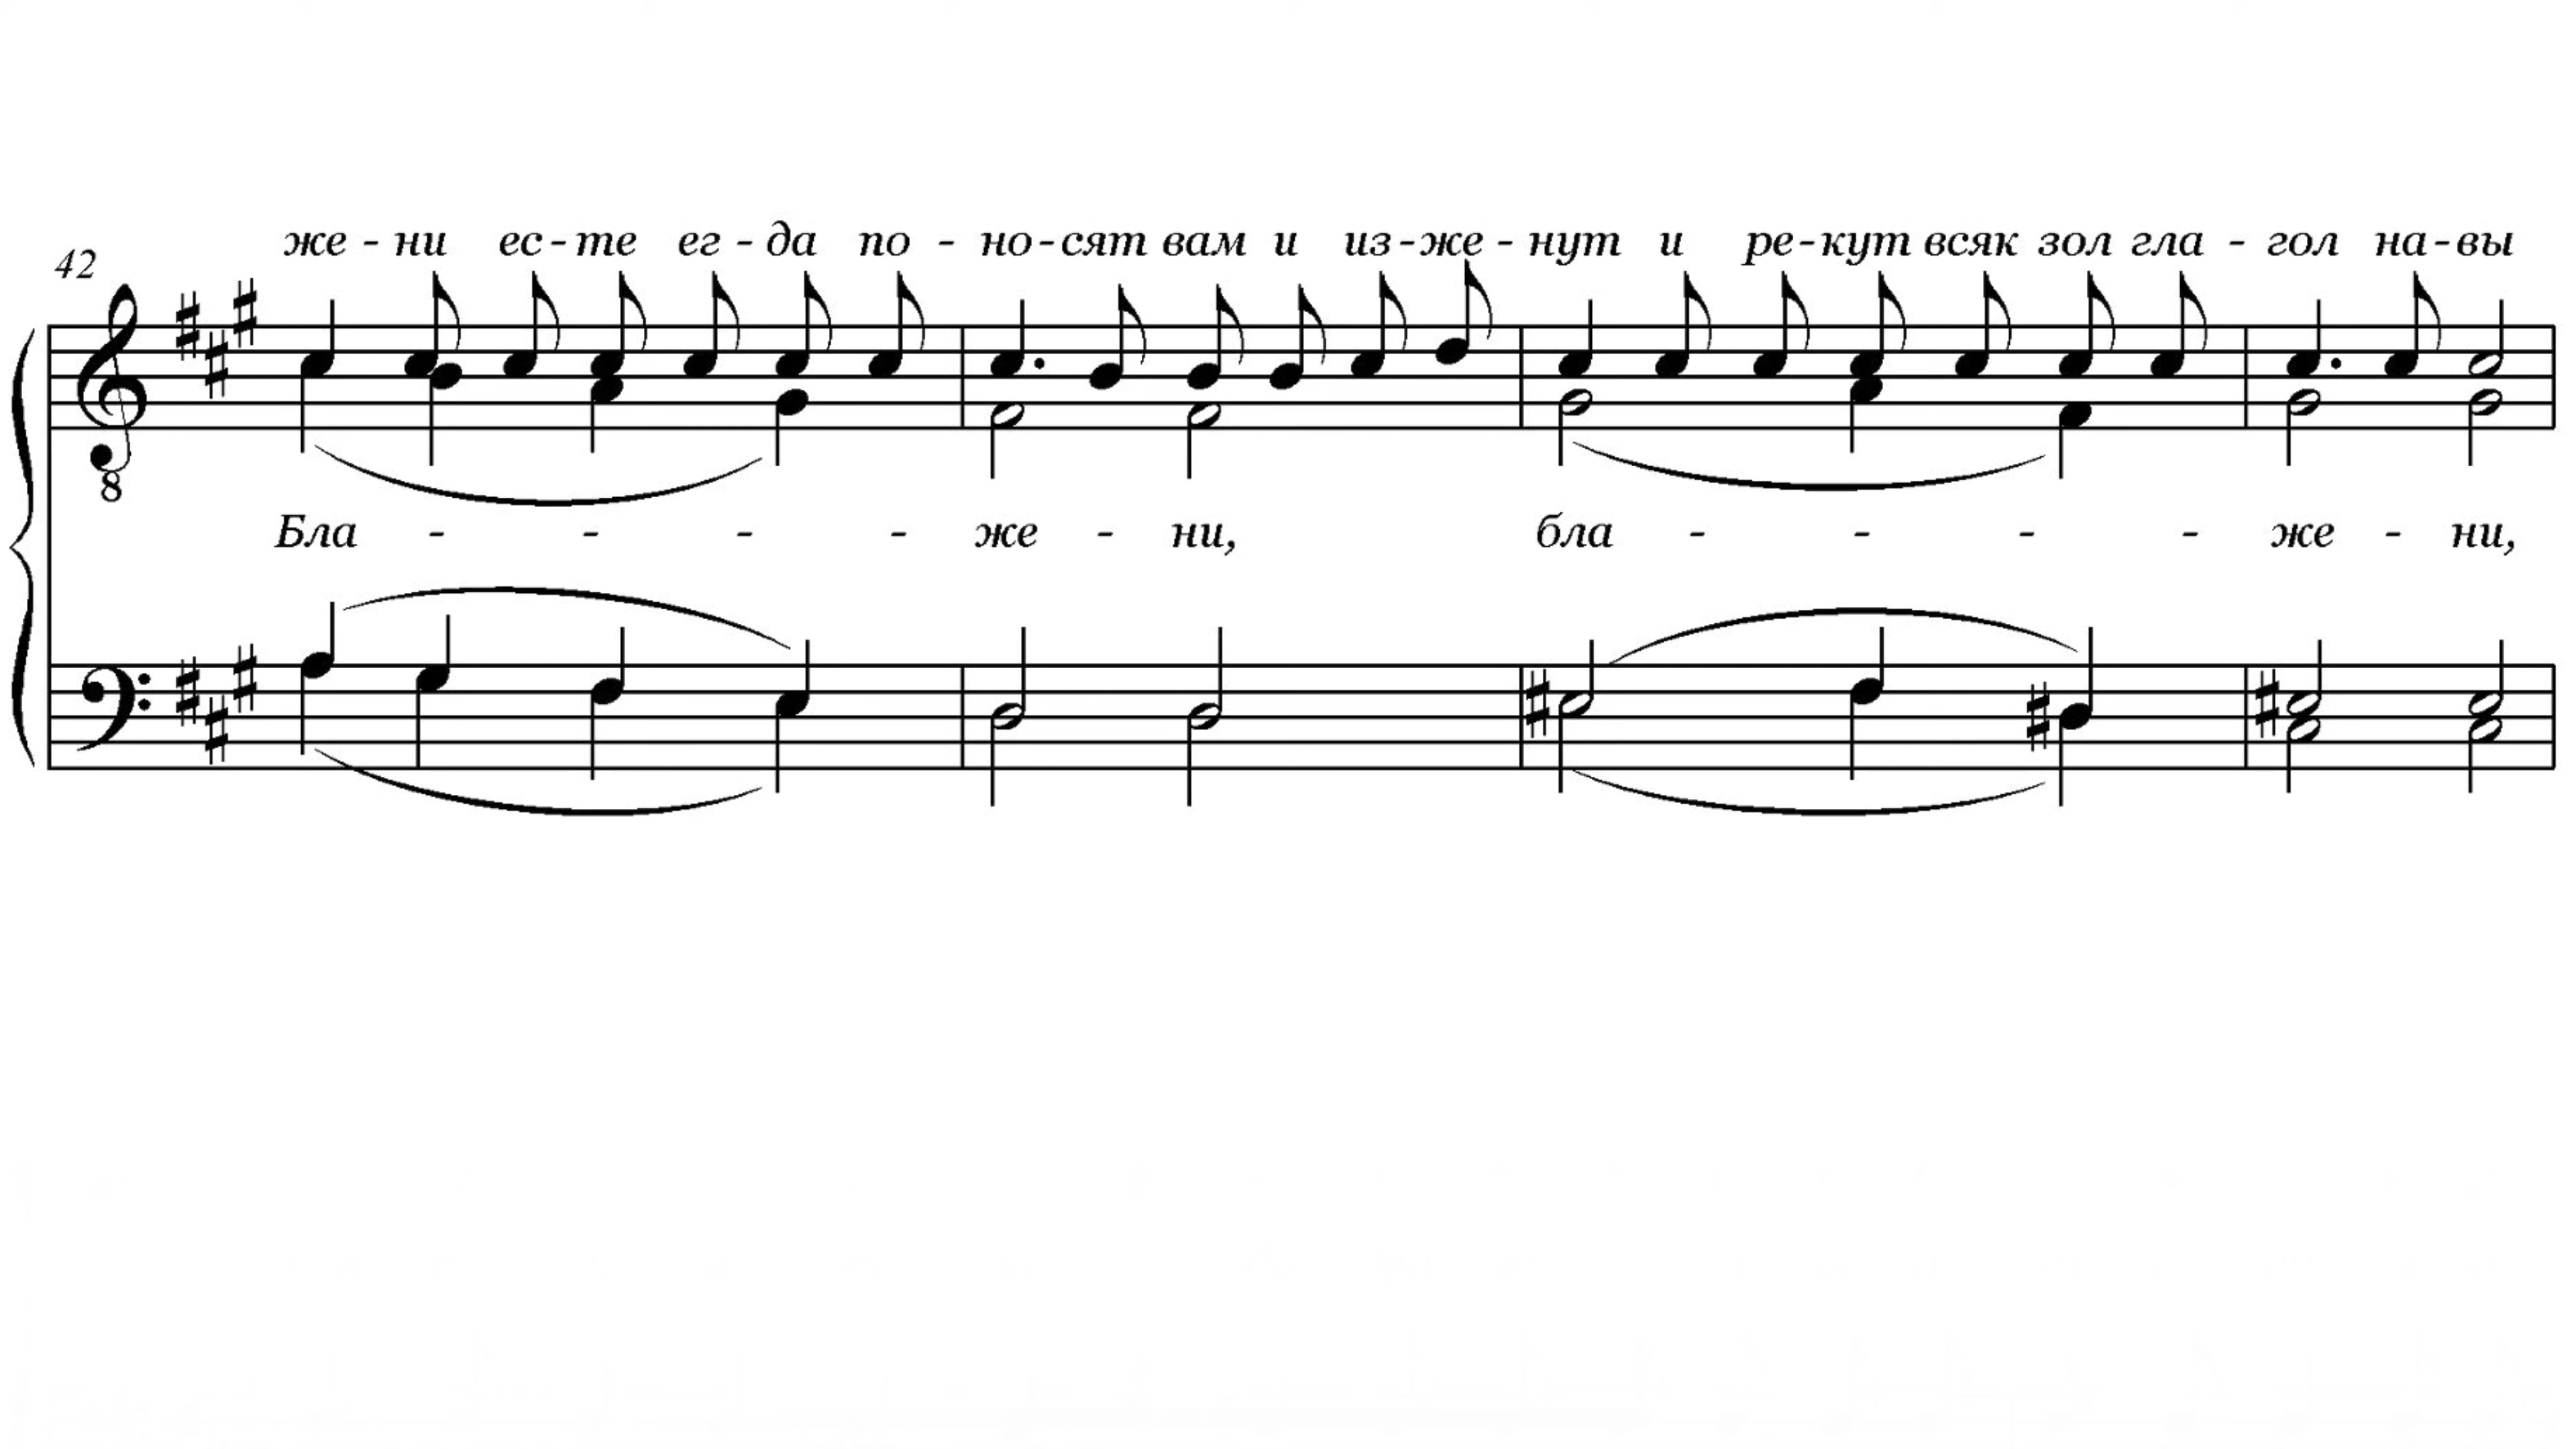 же - ни ес - те ег - да по - но - сят вам и из - же - нут и ре - кут всяк зол гла - гол на - вы
42
8
Бла - - - - же - ни, бла - - - - же - ни,